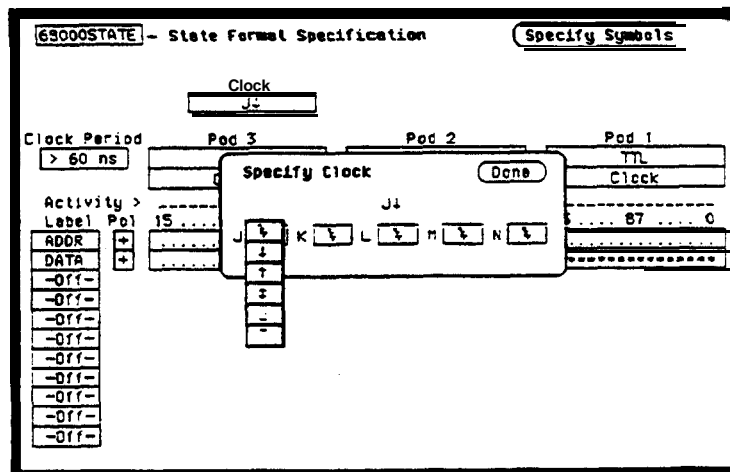 68000STATE - State Format Specification
Specify Symbols
Clock
J↓
Clock Period
> 60 ns
Pod 3
Pod 2
Pod 1
TTL
Clock
Specify Clock
Done
J↓
Activity >
Label Pol 15 .... .... 87 .... 0
J K L M N
↓
↑
↕
ADDR +
DATA +
-Off-
-Off-
-Off-
-Off-
-Off-
-Off-
-Off-
-Off-
-Off-